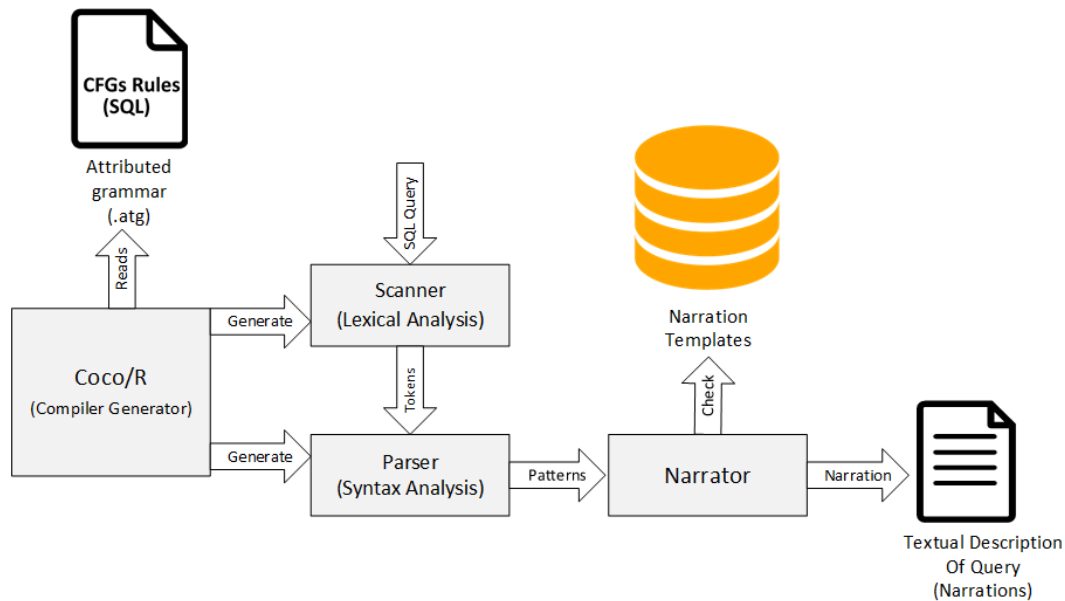 CFGs Rules
(SQL)
Attributed
grammar
(.atg)
Reads
SQL Query
Coco/R
(Compiler Generator)
Generate
Scanner
(Lexical Analysis)
Tokens
Generate
Parser
(Syntax Analysis)
Patterns
Narration
Templates
Check
Narrator
Narration
Textual Description
Of Query
(Narrations)